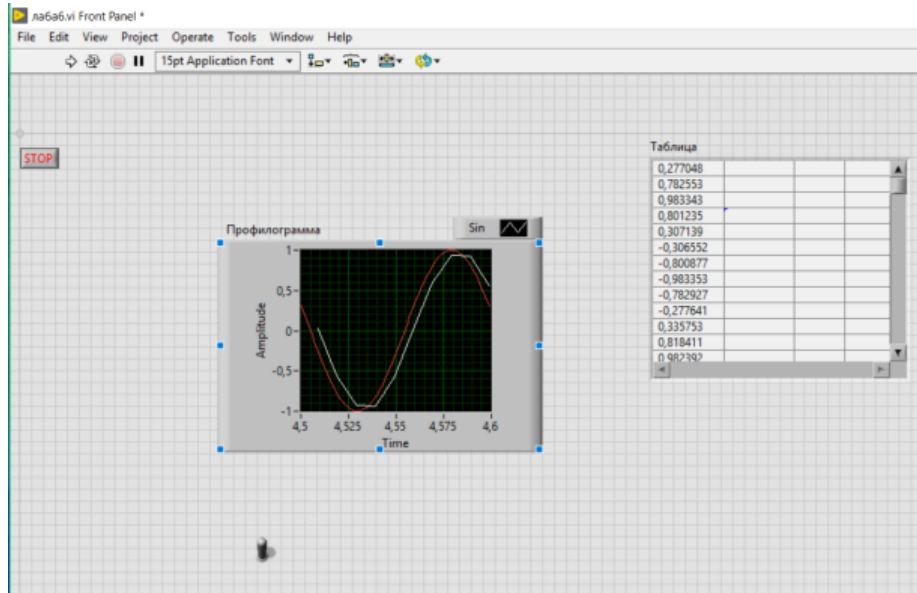 лабаб.vi Front Panel *
File Edit View Project Operate Tools Window Help
15pt Application Font
STOP
Таблица
0,277048
0,782553
0,983343
0,801235
0,307139
-0,306552
-0,800877
-0,983353
-0,782927
-0,277641
0,335753
0,818411
0,982392
Профилограмма
Sin
Amplitude
1
0,5
0
-0,5
-1
4,5 4,525 4,55 4,575 4,6
Time